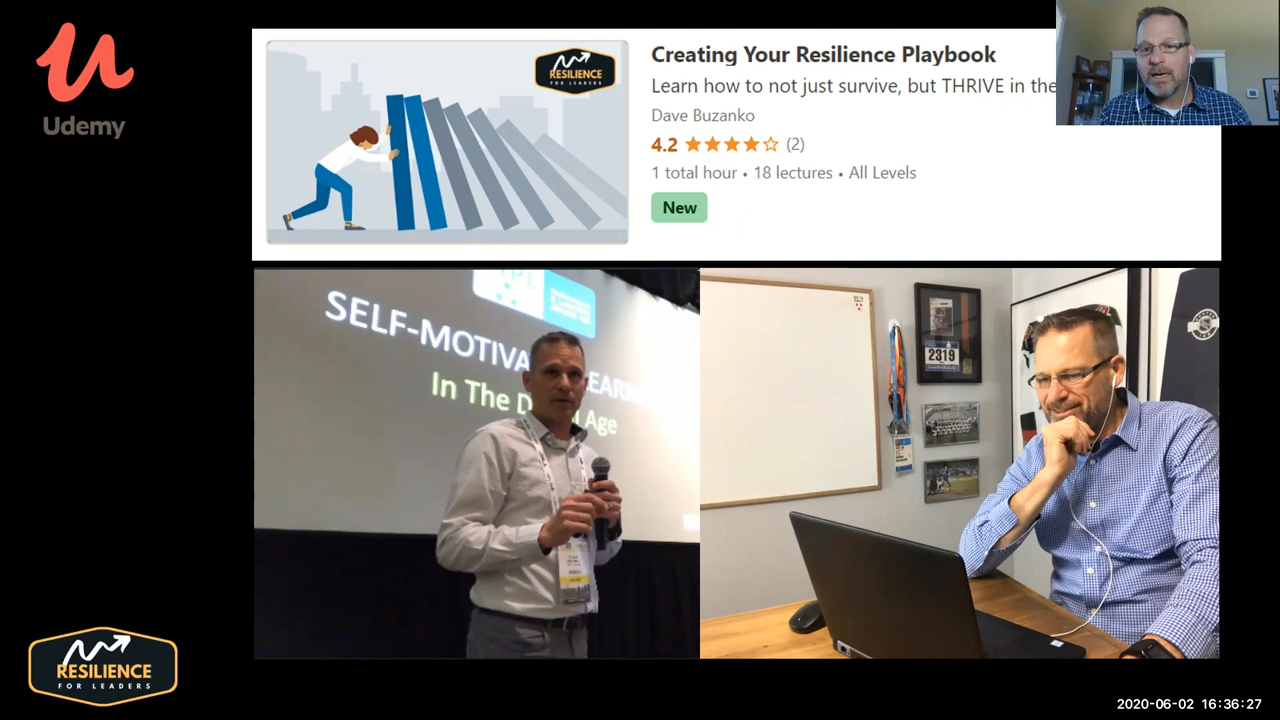 Udemy
RESILIENCE
FOR LEADERS
Creating Your Resilience Playbook
Learn how to not just survive, but THRIVE in the
Dave Buzanko
4.2 (2)
1 total hour • 18 lectures • All Levels
New
SELF-MOTIVA
In The D Age
2319
RESILIENCE
FOR LEADERS
2020-06-02 16:36:27